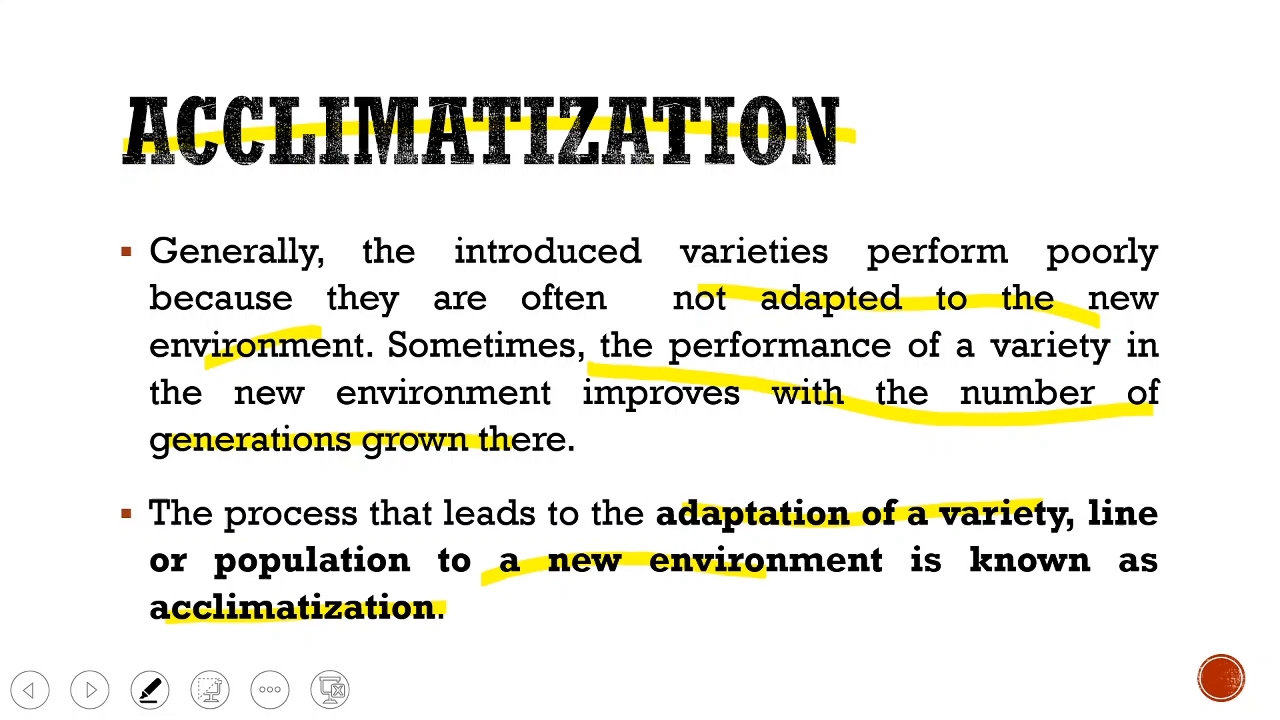 ACCLIMATIZATION
▪ Generally, the introduced varieties perform poorly
because they are often not adapted to the new
environment. Sometimes, the performance of a variety in
the new environment improves with the number of
generations grown there.
▪ The process that leads to the adaptation of a variety, line
or population to a new environment is known as
acclimatization.